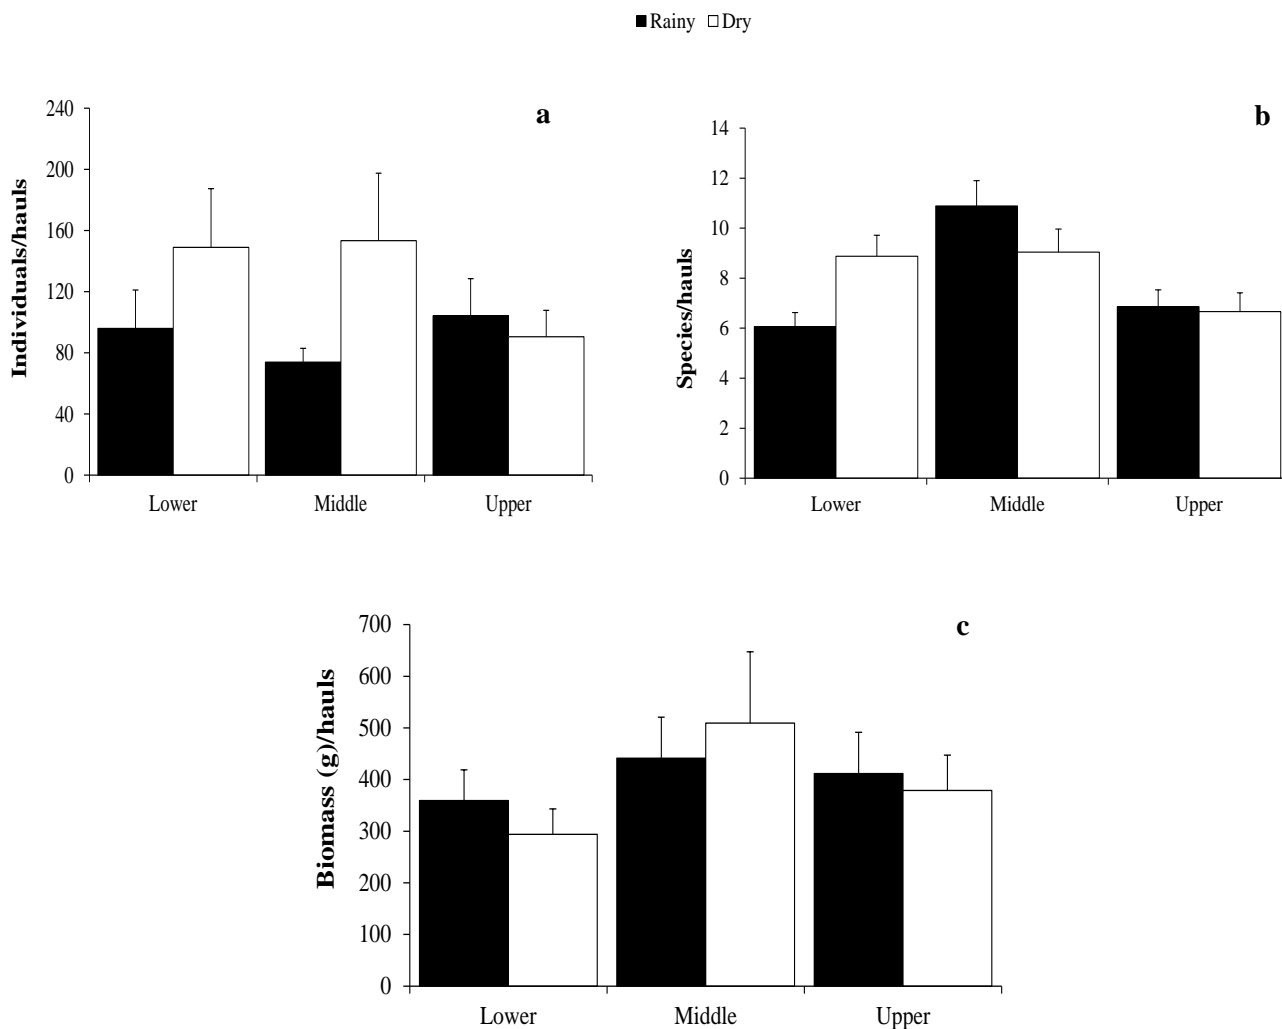 Rainy Dry
a
240
200
160
120
80
40
0
Individuals/hauls
Lower Middle Upper
b
14
12
10
8
6
4
2
0
Species/hauls
Lower Middle Upper
c
700
600
500
400
300
200
100
0
Biomass (g)/hauls
Lower Middle Upper